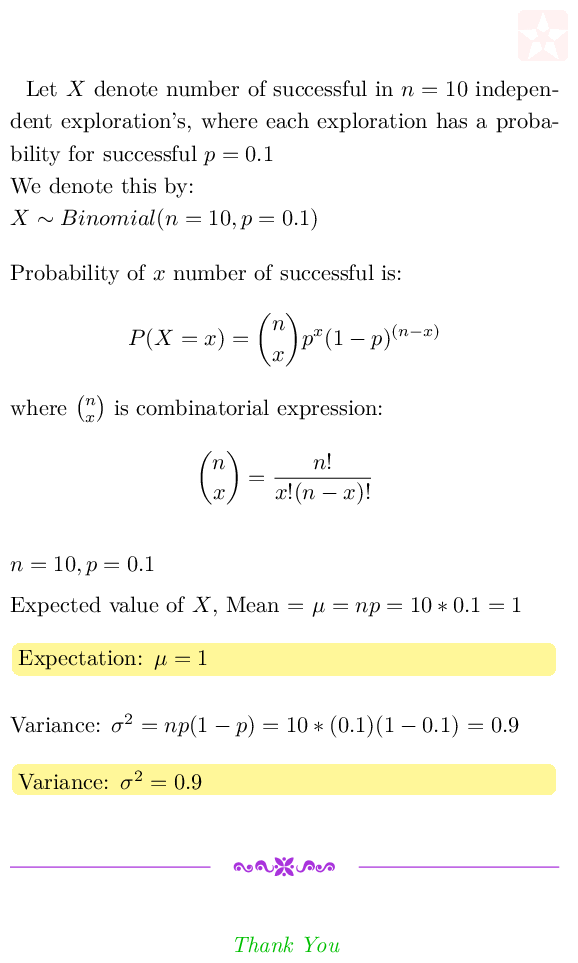 Let $X$ denote number of successful in $n = 10$ indepen-
dent exploration's, where each exploration has a proba-
bility for successful $p = 0.1$
We denote this by:
$X \sim Binomial(n = 10, p = 0.1)$
Probability of $x$ number of successful is:
$P(X = x) = \binom{n}{x} p^x (1 - p)^{(n-x)}$
where $\binom{n}{x}$ is combinatorial expression:
$\binom{n}{x} = \frac{n!}{x!(n - x)!}$
$n = 10, p = 0.1$
Expected value of $X$, Mean $= \mu = np = 10 * 0.1 = 1$
Expectation: $\mu = 1$
Variance: $\sigma^2 = np(1 - p) = 10 * (0.1)(1 - 0.1) = 0.9$
Variance: $\sigma^2 = 0.9$
Thank You